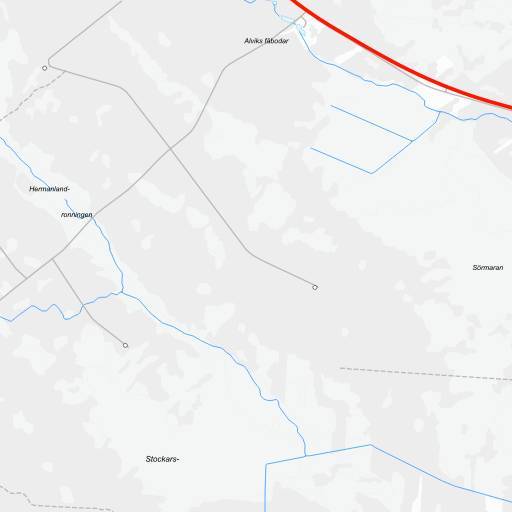 Alviks fäbodar
Hermanland-
ronningen
Sörmaran
Stockars-